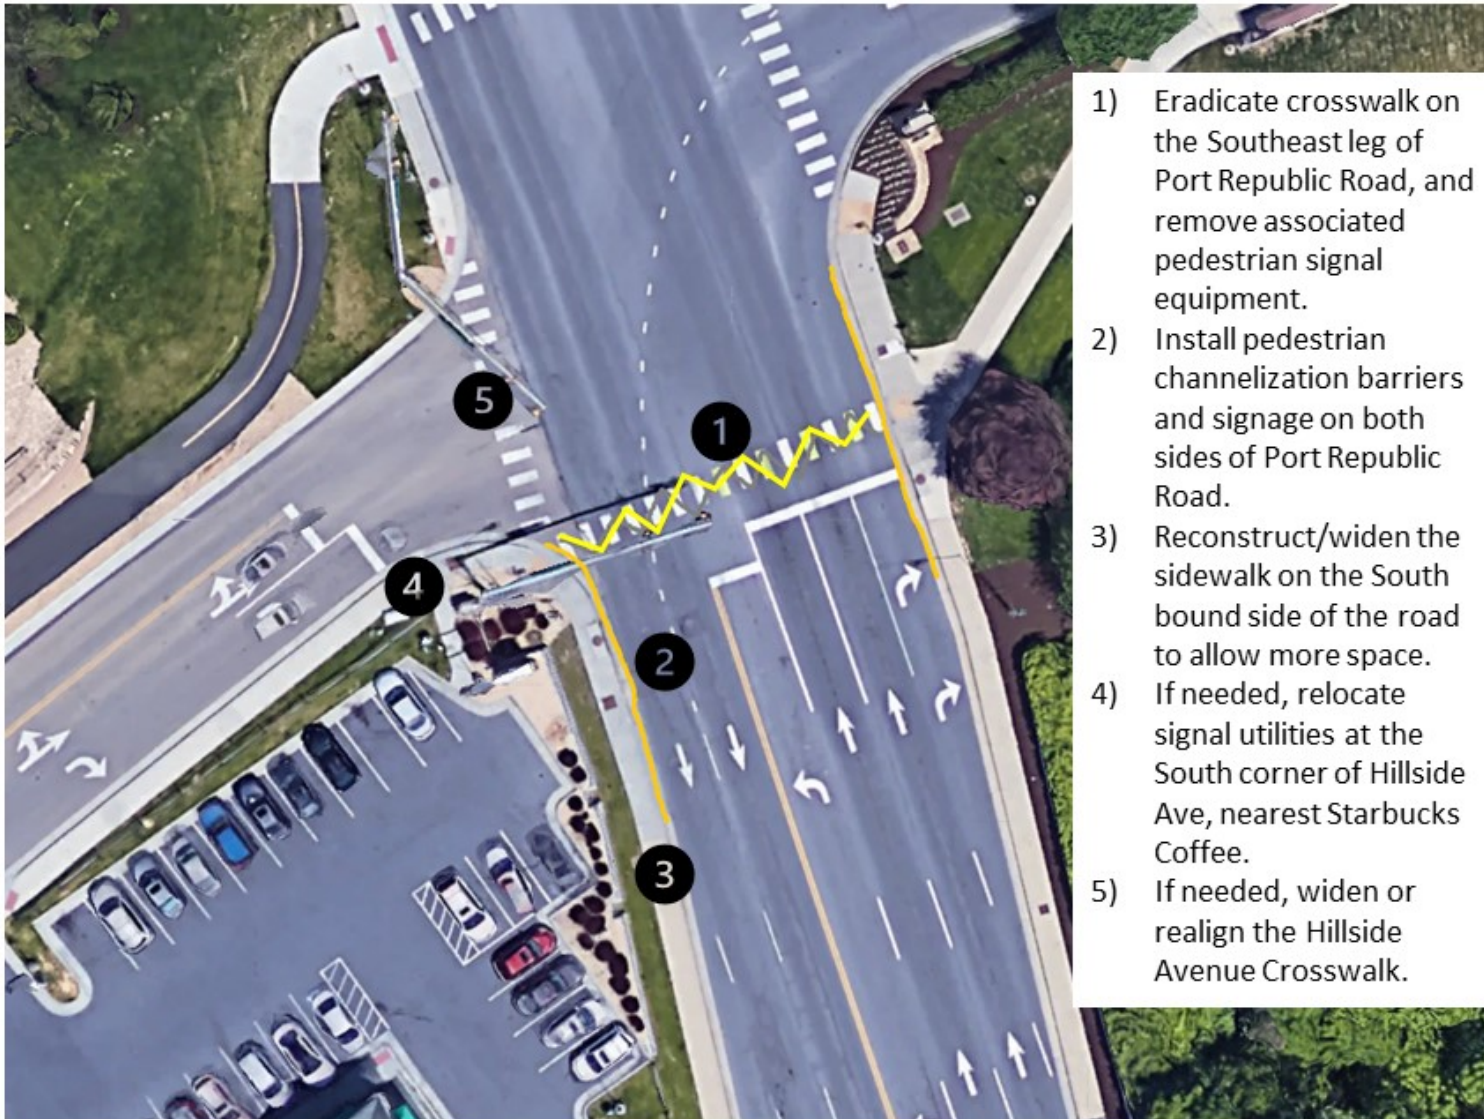 1) Eradicate crosswalk on
the Southeast leg of
Port Republic Road, and
remove associated
pedestrian signal
equipment.
2) Install pedestrian
channelization barriers
and signage on both
sides of Port Republic
Road.
3) Reconstruct/widen the
sidewalk on the South
bound side of the road
to allow more space.
4) If needed, relocate
signal utilities at the
South corner of Hillside
Ave, nearest Starbucks
Coffee.
5) If needed, widen or
realign the Hillside
Avenue Crosswalk.
5
1
4
2
3